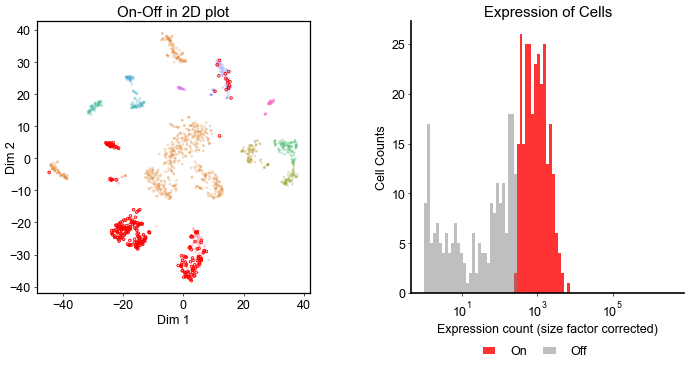 On-Off in 2D plot
Dim 2
40
30
20
10
0
−10
−20
−30
−40
−40
−20
0
20
40
Dim 1
Expression of Cells
Cell Counts
25
20
15
10
5
0
10^1
10^3
10^5
Expression count (size factor corrected)
On
Off